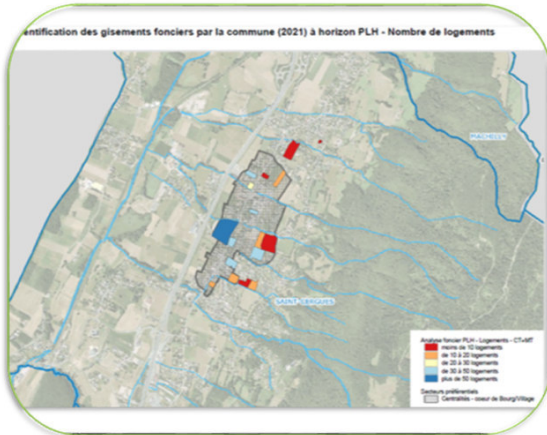 entification des gisements fonciers par la commune (2021) à horizon PLH - Nombre de logements
MACHILLY
SAINT-CERGUES
Analyse foncier PLH - Logements - CT+MT
moins de 10 logements
de 10 à 20 logements
de 20 à 30 logements
de 30 à 50 logements
plus de 50 logements
Secteurs préférentiels
Centralités - coeur de Bourg/Village